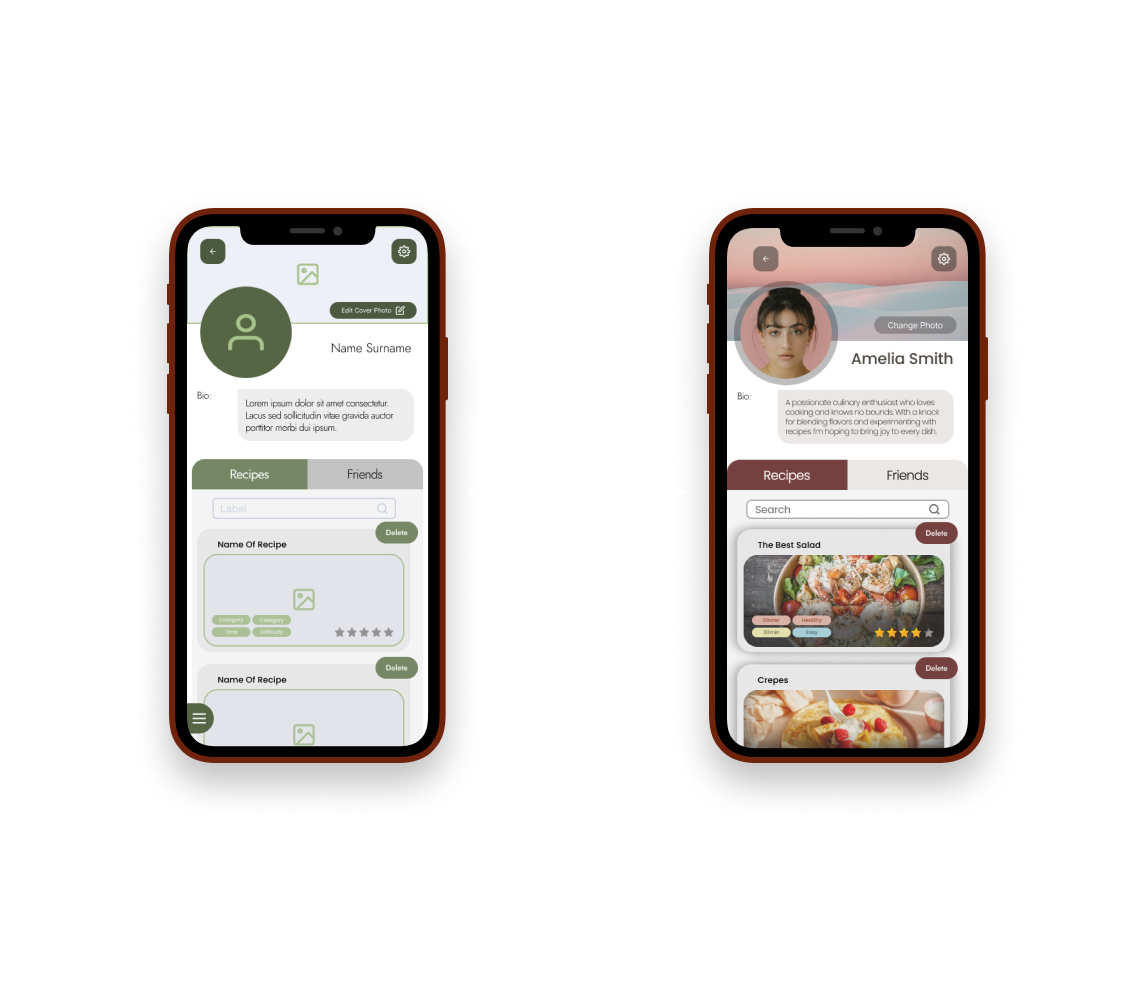 Edit Cover Photo
Name Surname
Bio:
Lorem ipsum dolor sit amet consectetur.
Lacus sed sollicitudin vitae gravida auctor
porttitor morbi dui ipsum.
Recipes
Friends
Label
Delete
Name Of Recipe
Category
Category
Time
Difficulty
Delete
Name Of Recipe
Change Photo
Amelia Smith
Bio:
A passionate culinary enthusiast who loves
cooking and knows no bounds. With a knack
for blending flavors and experimenting with
recipes I'm hoping to bring joy to every dish.
Recipes
Friends
Search
Delete
The Best Salad
Dinner
Healthy
30min
Easy
Delete
Crepes